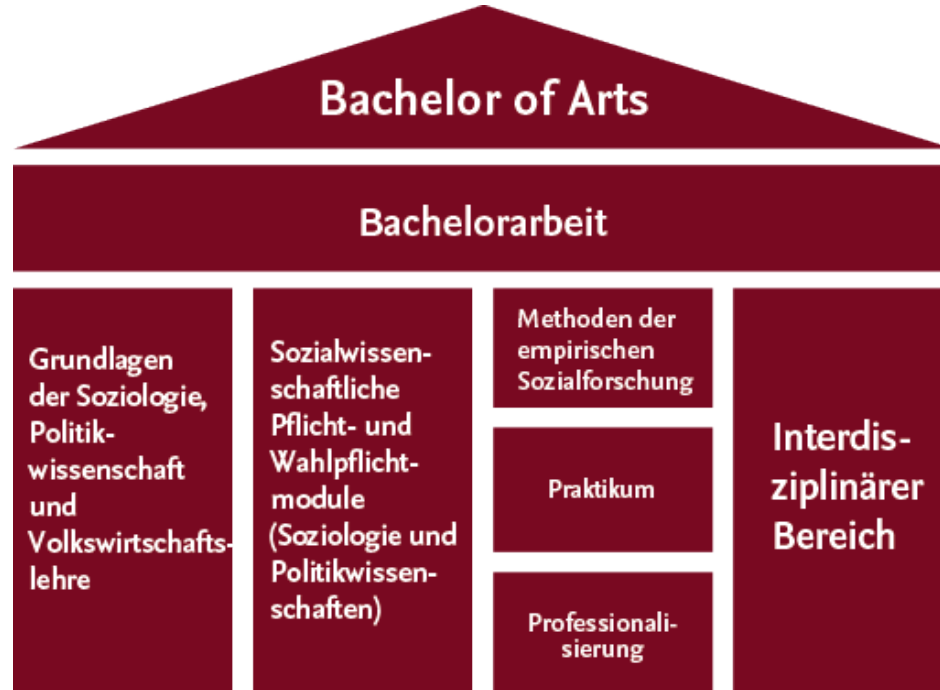 Bachelor of Arts
Bachelorarbeit
Grundlagen
der Soziologie,
Politik-
wissenschaft
und
Volkswirtschafts-
lehre
Sozialwissen-
schaftliche
Pflicht- und
Wahlpflicht-
module
(Soziologie und
Politikwissen-
schaften)
Methoden der
empirischen
Sozialforschung
Praktikum
Professionali-
sierung
Interdis-
ziplinärer
Bereich